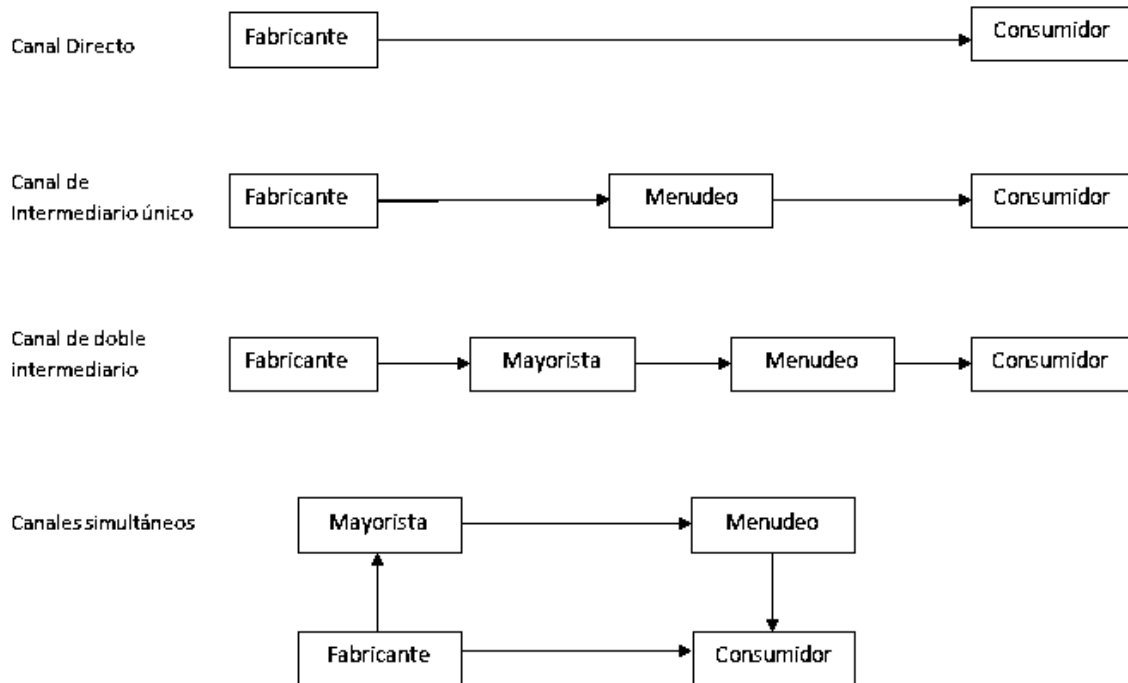 Canal Directo
Fabricante
Consumidor
Canal de
Intermediario único
Fabricante
Menudeo
Consumidor
Canal de doble
intermediario
Fabricante
Mayorista
Menudeo
Consumidor
Canales simultáneos
Mayorista
Menudeo
Fabricante
Consumidor